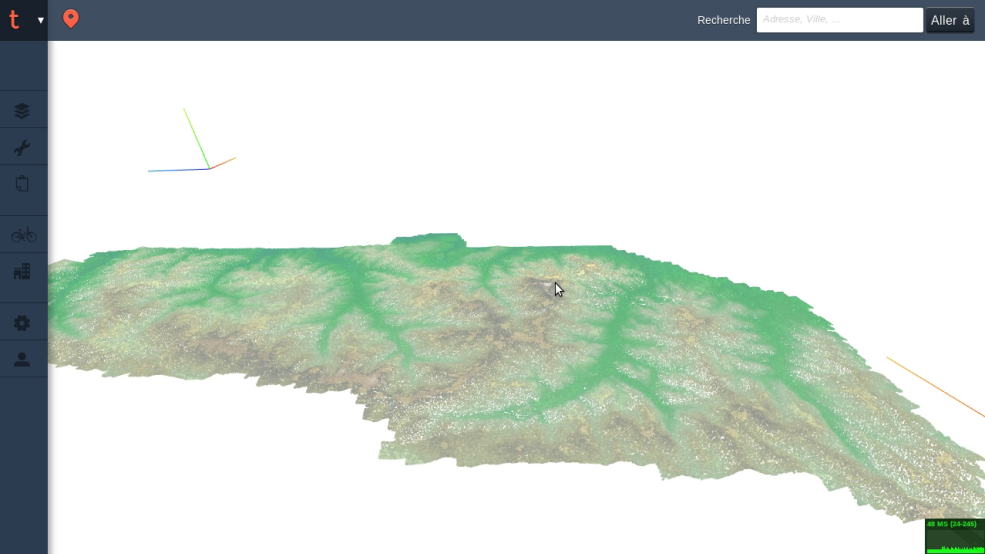 t
Recherche Adresse, Ville, ... Aller à
48 MS (24-245)